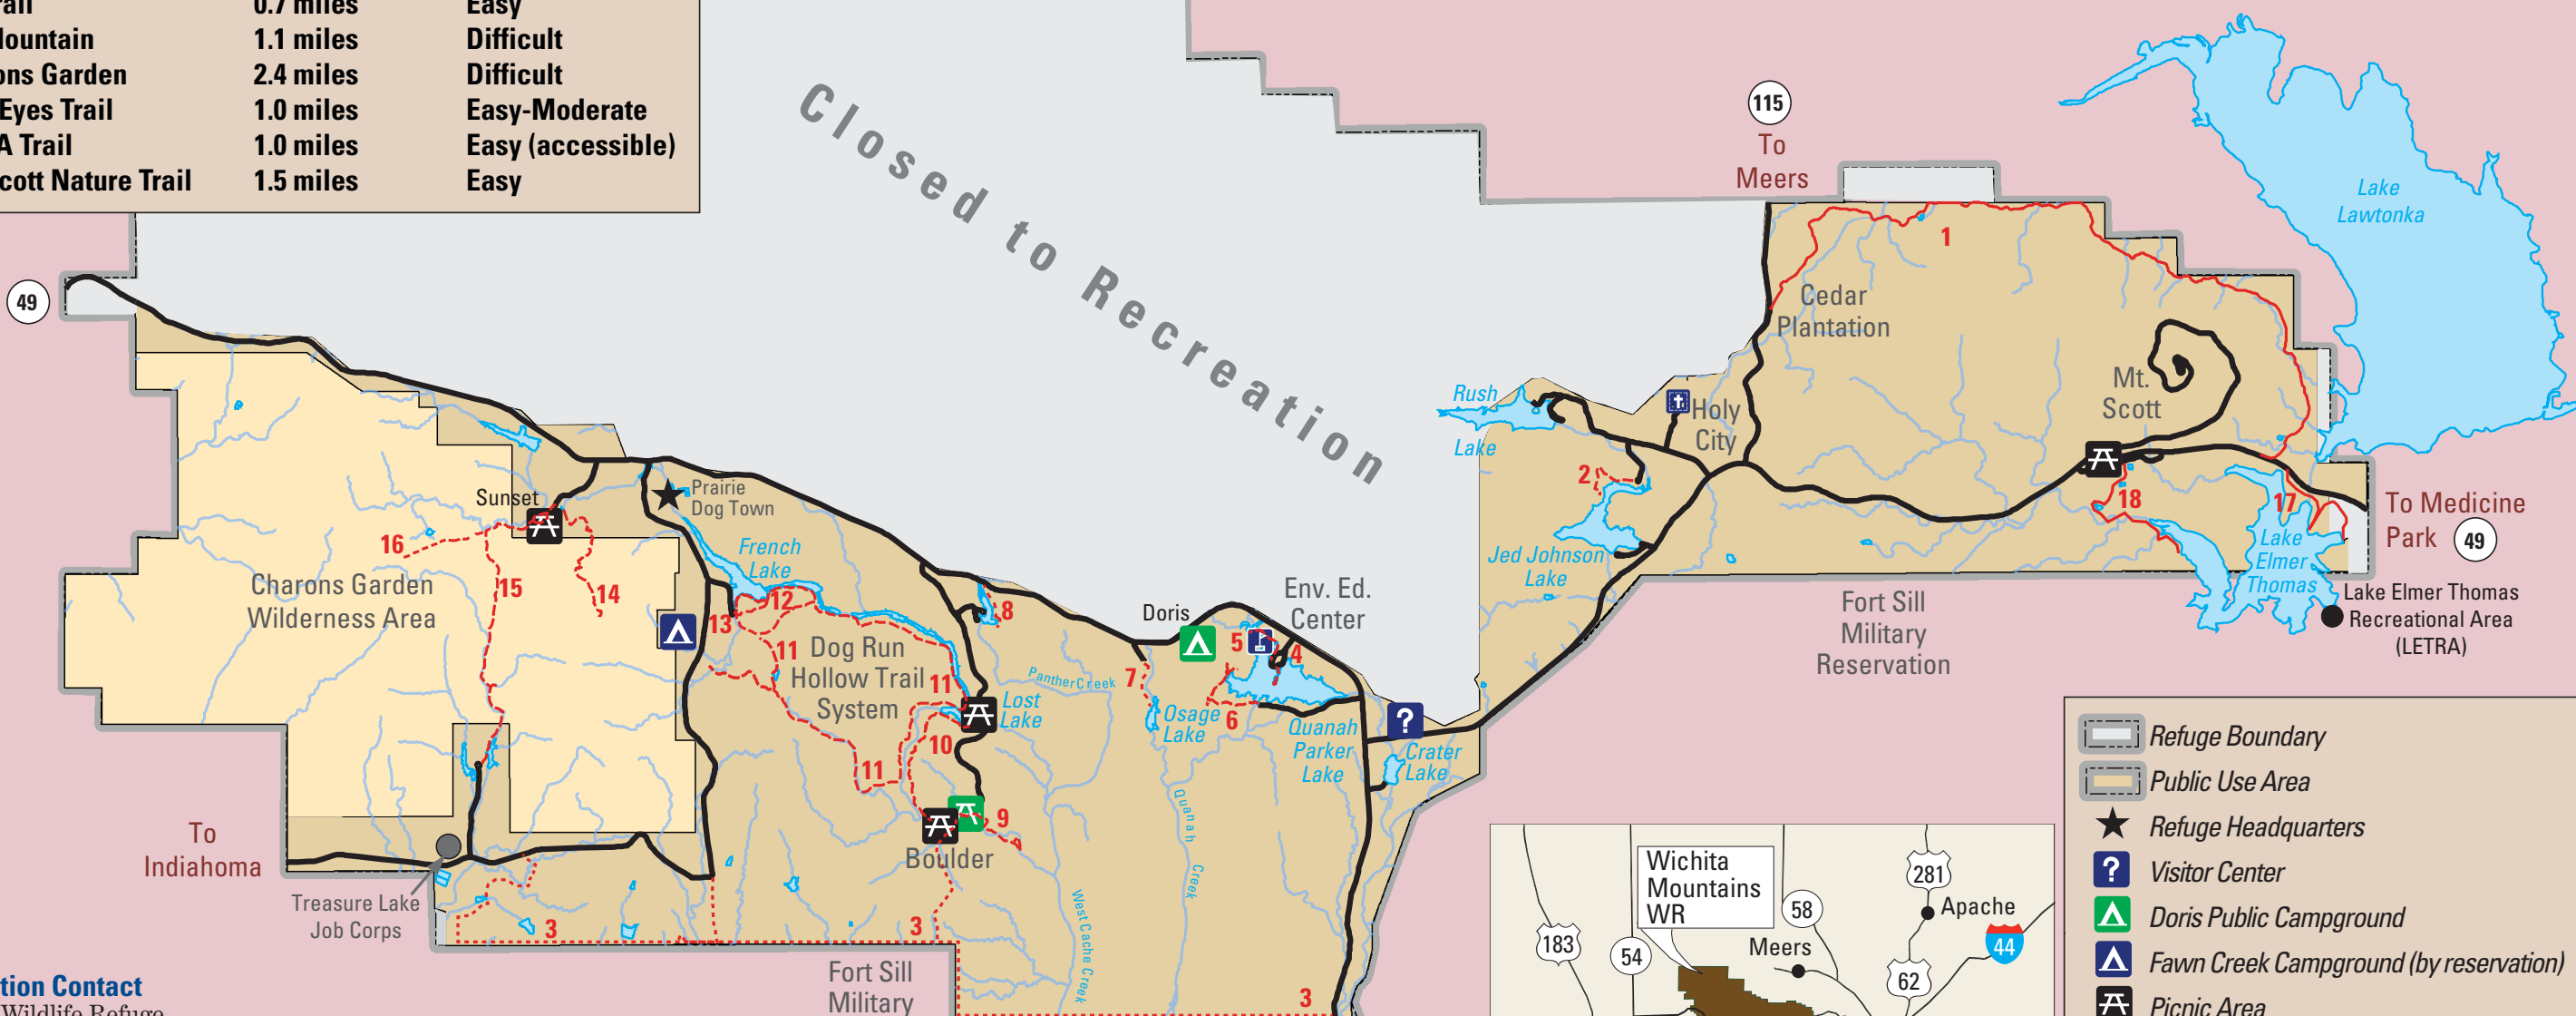 rail 0.7 miles Easy
Mountain 1.1 miles Difficult
ons Garden 2.4 miles Difficult
Eyes Trail 1.0 miles Easy-Moderate
A Trail 1.0 miles Easy (accessible)
cott Nature Trail 1.5 miles Easy
Closed to Recreation
115
To
Meers
Lake
Lawtonka
1
49
Cedar
Plantation
Mt.
Scott
Rush
Lake
Holy
City
2
Sunset
Prairie
Dog Town
18
17
To Medicine
Park 49
16
French
Lake
Jed Johnson
Lake
Lake
Elmer
Thomas
Charons Garden
Wilderness Area
15
14
12
13
8
Env. Ed.
Center
Doris
Fort Sill
Military
Reservation
Lake Elmer Thomas
Recreational Area
(LETRA)
11
Dog Run
Hollow Trail
System
11
Panther Creek
7
5
4
Lost
Lake
Osage
Lake
6
Quanah
Parker
Lake
?
Crater
Lake
10
11
9
Boulder
Quanah Creek
West Cache Creek
To
Indiahoma
Treasure Lake
Job Corps
3
3
3
Fort Sill
Military
tion Contact
Wildlife Refuge
Refuge Boundary
Public Use Area
Refuge Headquarters
? Visitor Center
Doris Public Campground
Fawn Creek Campground (by reservation)
Picnic Area
Wichita
Mountains
WR
281
58
Apache
183
54
Meers
44
62